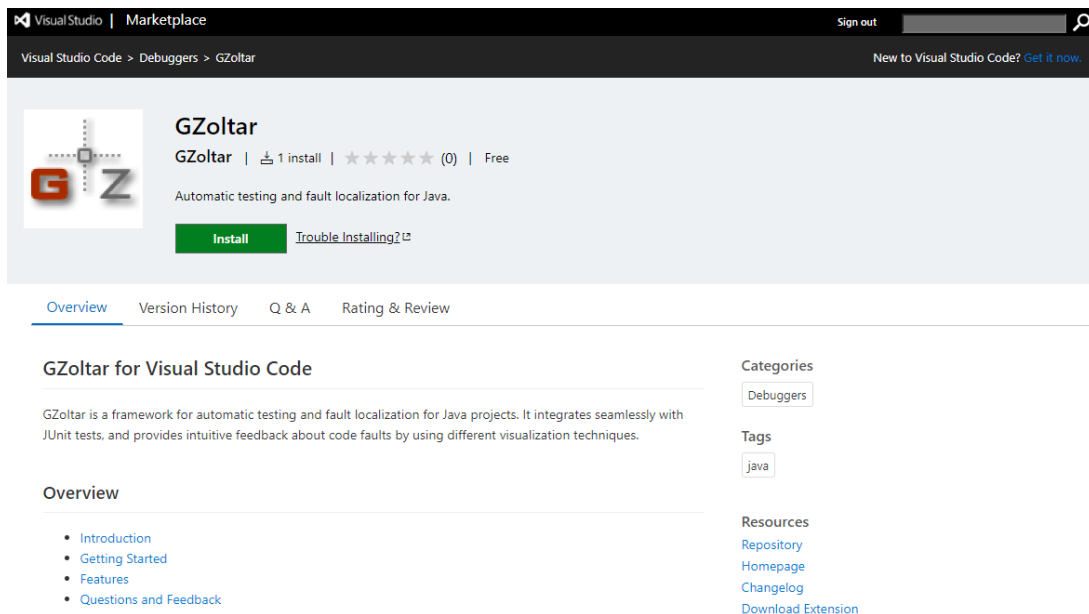 Visual Studio | Marketplace
Sign out
Visual Studio Code > Debuggers > GZoltar
New to Visual Studio Code? Get it now.
GZ
GZoltar
GZoltar | 1 install | (0) | Free
Automatic testing and fault localization for Java.
Install Trouble Installing?
Overview Version History Q & A Rating & Review
GZoltar for Visual Studio Code
GZoltar is a framework for automatic testing and fault localization for Java projects. It integrates seamlessly with
JUnit tests, and provides intuitive feedback about code faults by using different visualization techniques.
Overview
• Introduction
• Getting Started
• Features
• Questions and Feedback
Categories
Debuggers
Tags
java
Resources
Repository
Homepage
Changelog
Download Extension